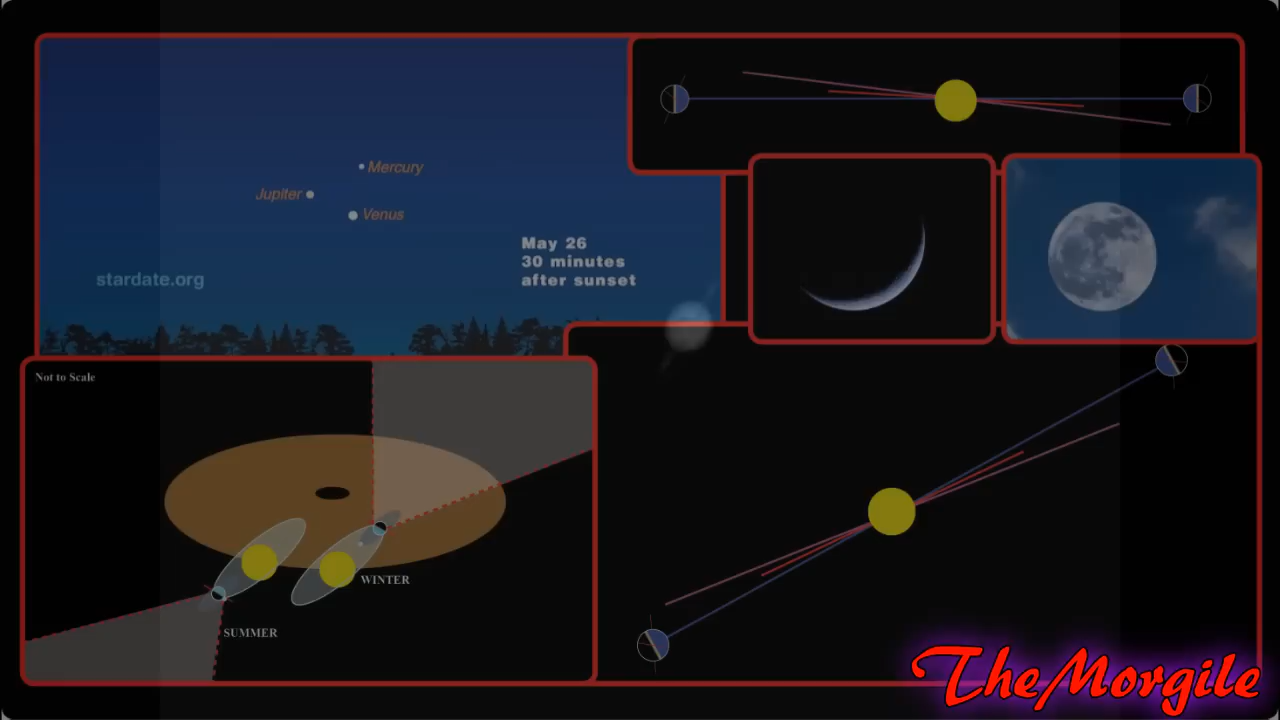 Mercury
Jupiter
Venus
May 26
30 minutes
after sunset
stardate.org
Not to Scale
WINTER
SUMMER
TheMorgile